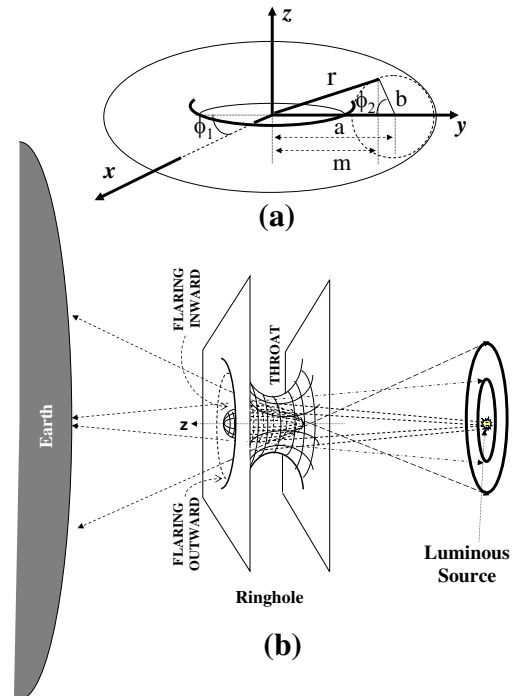 z
r
ϕ₂
b
ϕ₁
a
y
m
x
(a)
FLARING
INWARD
THROAT
Earth
z
FLARING
OUTWARD
Luminous
Source
Ringhole
(b)